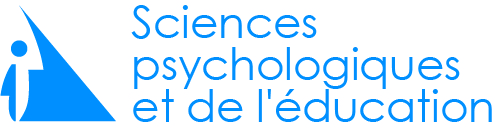 Sciences
psychologiques
et de l'éducation